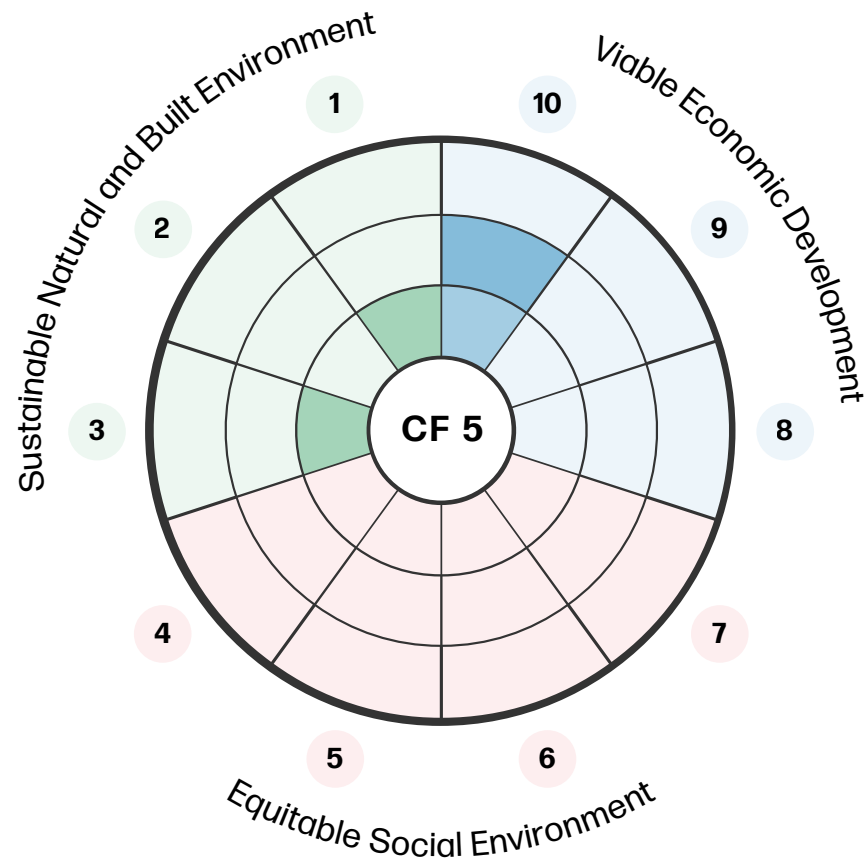 Sustainable Natural and Built Environment
Viable Economic Development
1
10
2
9
3
CF 5
8
4
7
5
6
Equitable Social Environment